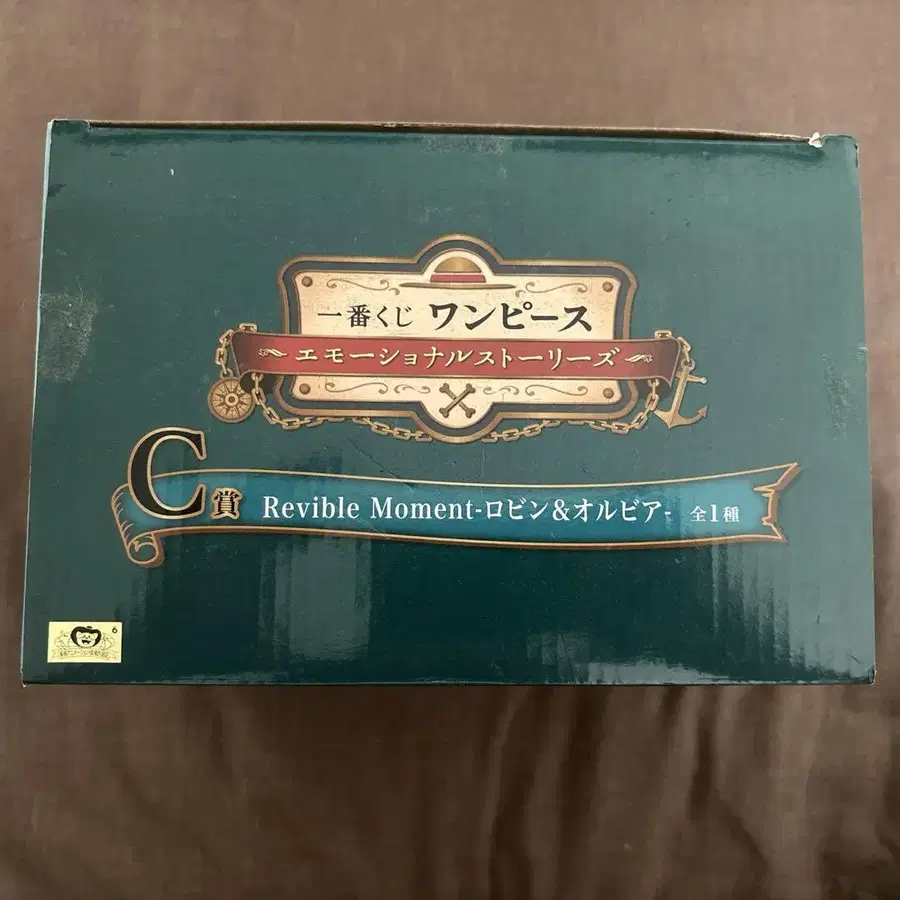 一番くじ ワンピース
～エモーショナルストーリーズ～
C賞 Revible Moment-ロビン&オルビア- 全1種
6